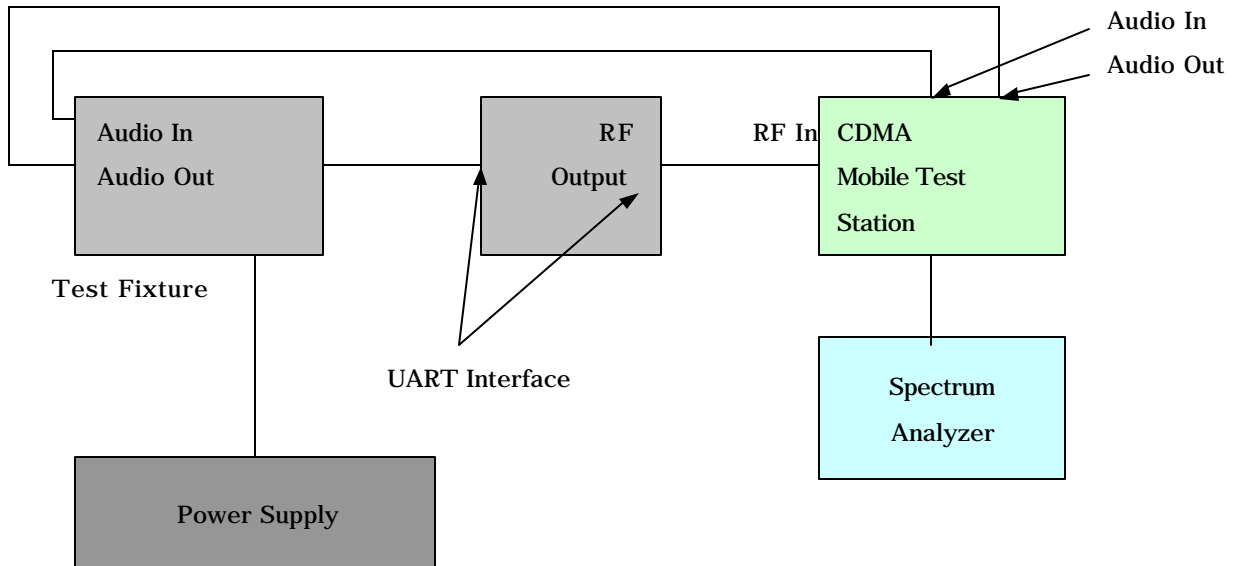 Audio In
Audio Out
Audio In
Audio Out
RF
Output
RF In
CDMA
Mobile Test
Station
Test Fixture
UART Interface
Spectrum
Analyzer
Power Supply